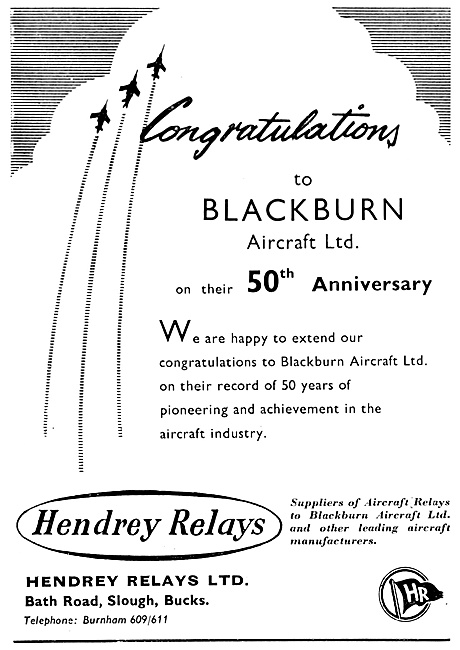 Congratulations
to
BLACKBURN
Aircraft Ltd.
on their 50th Anniversary
We are happy to extend our
congratulations to Blackburn Aircraft Ltd.
on their record of 50 years of
pioneering and achievement in the
aircraft industry.
Hendrey Relays
Suppliers of Aircraft Relays
to Blackburn Aircraft Ltd.
and other leading aircraft
manufacturers.
HENDREY RELAYS LTD.
Bath Road, Slough, Bucks.
Telephone: Burnham 609/611
HR